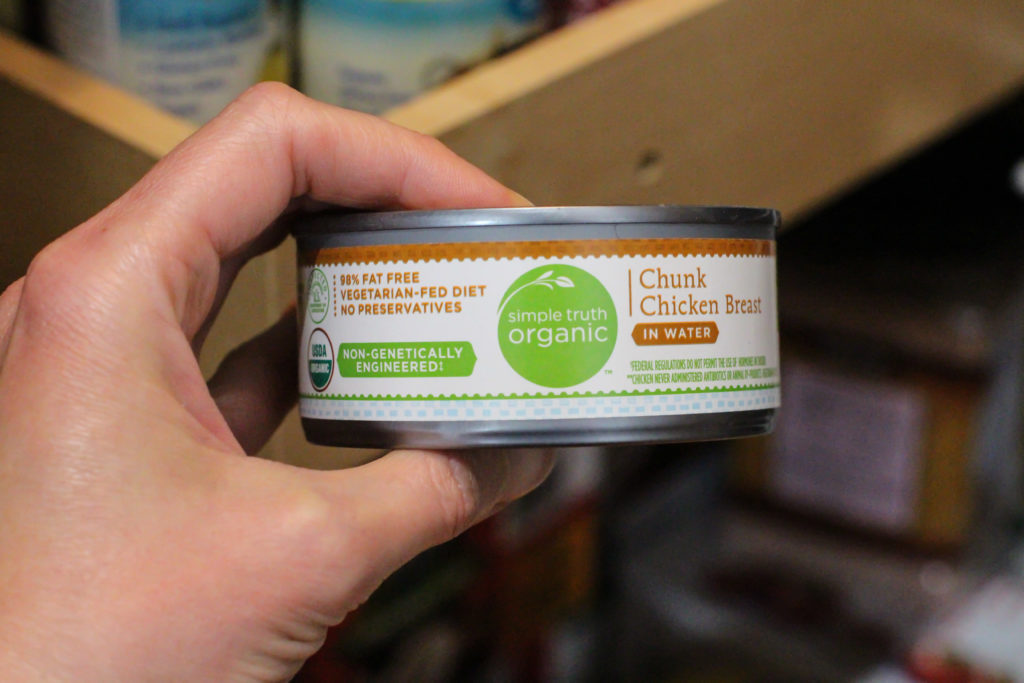 98% FAT FREE
VEGETARIAN-FED DIET
NO PRESERVATIVES
USDA
ORGANIC
NON-GENETICALLY
ENGINEERED‡
simple truth
organic
™
Chunk
Chicken Breast
IN WATER
*FEDERAL REGULATIONS DO NOT PERMIT THE USE OF HORMONES IN
**CHICKEN NEVER ADMINISTERED ANTIBIOTICS OR ANIMAL BY-PRODUCTS